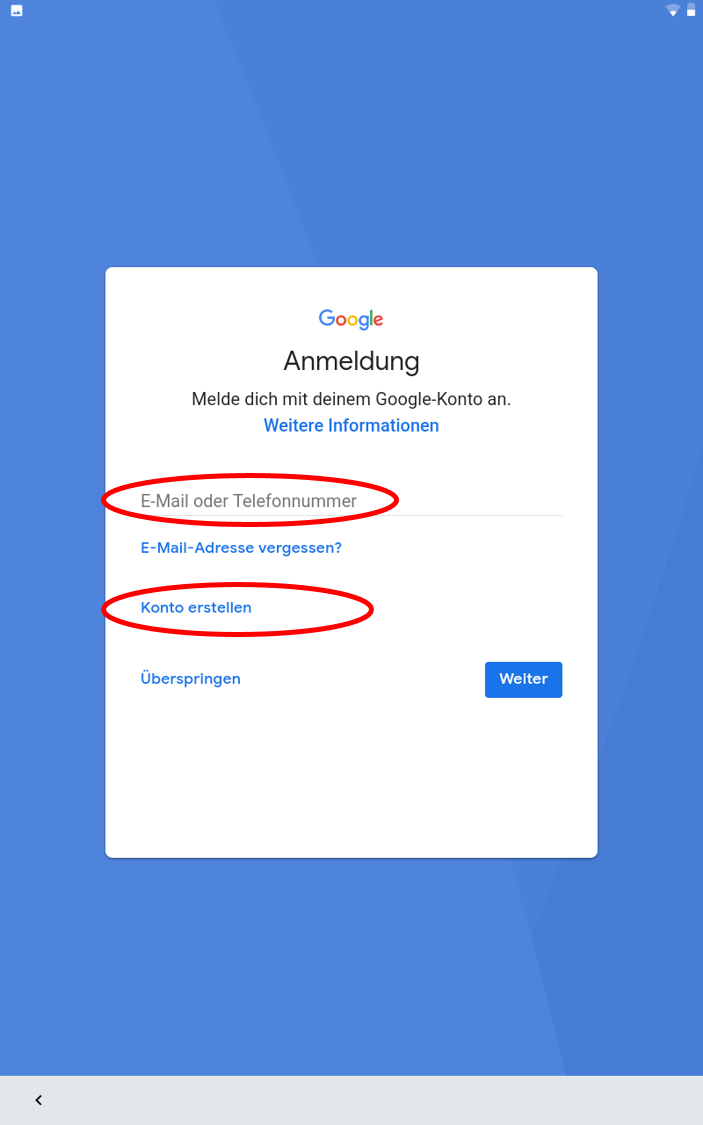 Google
Anmeldung
Melde dich mit deinem Google-Konto an.
Weitere Informationen
E-Mail oder Telefonnummer
E-Mail-Adresse vergessen?
Konto erstellen
Überspringen
Weiter